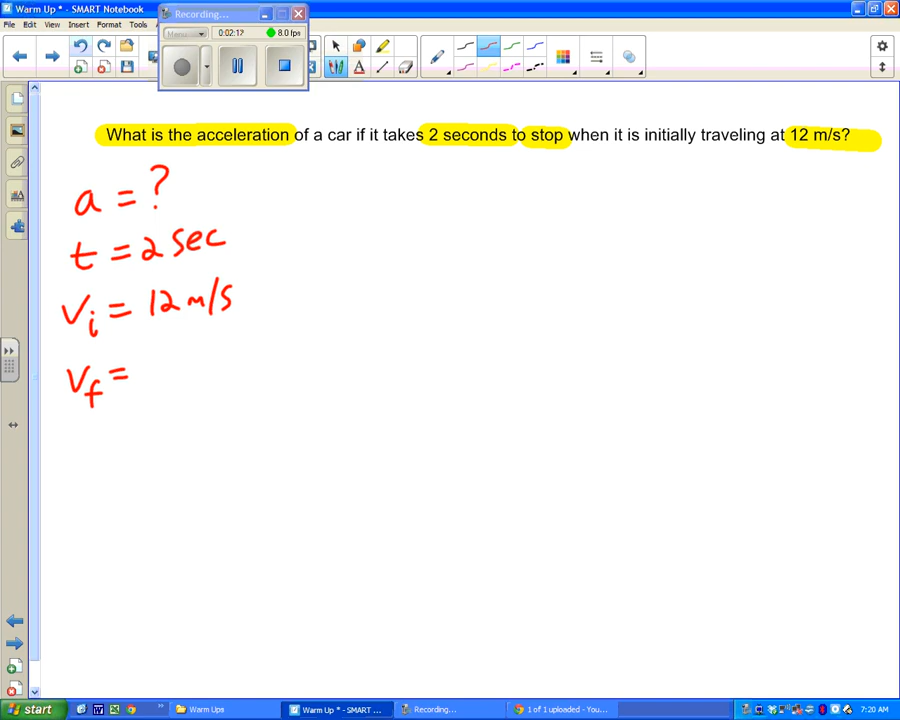 Warm Up * - SMART Notebook
Recording...
File Edit View Insert Format Tools
Menu
0:02:17
8.0 fps
What is the acceleration of a car if it takes 2 seconds to stop when it is initially traveling at 12 m/s?
a = ?
t = 2 sec
vi = 12 m/s
vf =
start
Warm Ups
Warm Up * - SMART ...
Recording...
1 of 1 uploaded - You...
7:20 AM